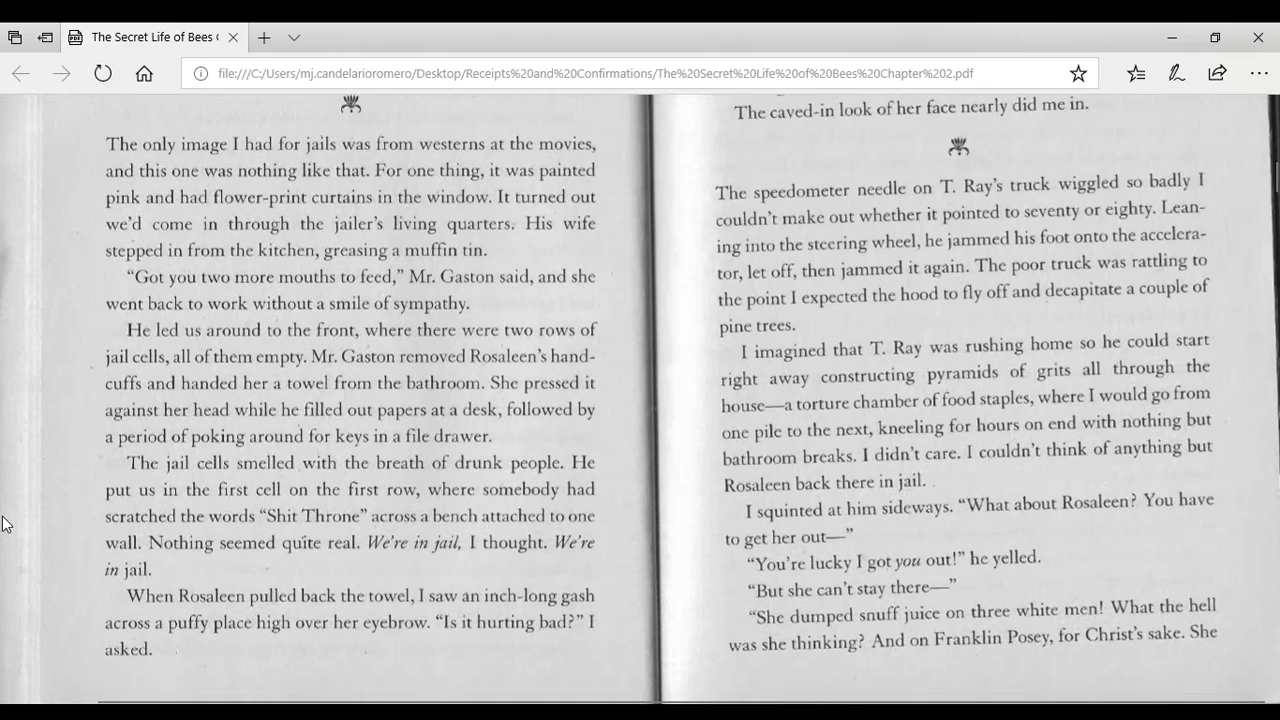 The Secret Life of Bees
file:///C:/Users/mj.candelarioromero/Desktop/Receipts%20and%20Confirmations/The%20Secret%20Life%20of%20Bees%20Chapter%202.pdf
The only image I had for jails was from westerns at the movies,
and this one was nothing like that. For one thing, it was painted
pink and had flower-print curtains in the window. It turned out
we'd come in through the jailer's living quarters. His wife
stepped in from the kitchen, greasing a muffin tin.
"Got you two more mouths to feed," Mr. Gaston said, and she
went back to work without a smile of sympathy.
He led us around to the front, where there were two rows of
jail cells, all of them empty. Mr. Gaston removed Rosaleen's hand-
cuffs and handed her a towel from the bathroom. She pressed it
against her head while he filled out papers at a desk, followed by
a period of poking around for keys in a file drawer.
The jail cells smelled with the breath of drunk people. He
put us in the first cell on the first row, where somebody had
scratched the words "Shit Throne" across a bench attached to one
wall. Nothing seemed quite real. We're in jail, I thought. We're
in jail.
When Rosaleen pulled back the towel, I saw an inch-long gash
across a puffy place high over her eyebrow. "Is it hurting bad?" I
asked.
The caved-in look of her face nearly did me in.
The speedometer needle on T. Ray's truck wiggled so badly I
couldn't make out whether it pointed to seventy or eighty. Lean-
ing into the steering wheel, he jammed his foot onto the accelera-
tor, let off, then jammed it again. The poor truck was rattling to
the point I expected the hood to fly off and decapitate a couple of
pine trees.
I imagined that T. Ray was rushing home so he could start
right away constructing pyramids of grits all through the
house—a torture chamber of food staples, where I would go from
one pile to the next, kneeling for hours on end with nothing but
bathroom breaks. I didn't care. I couldn't think of anything but
Rosaleen back there in jail.
I squinted at him sideways. "What about Rosaleen? You have
to get her out—"
"You're lucky I got you out!" he yelled.
"But she can't stay there—"
"She dumped snuff juice on three white men! What the hell
was she thinking? And on Franklin Posey, for Christ's sake. She